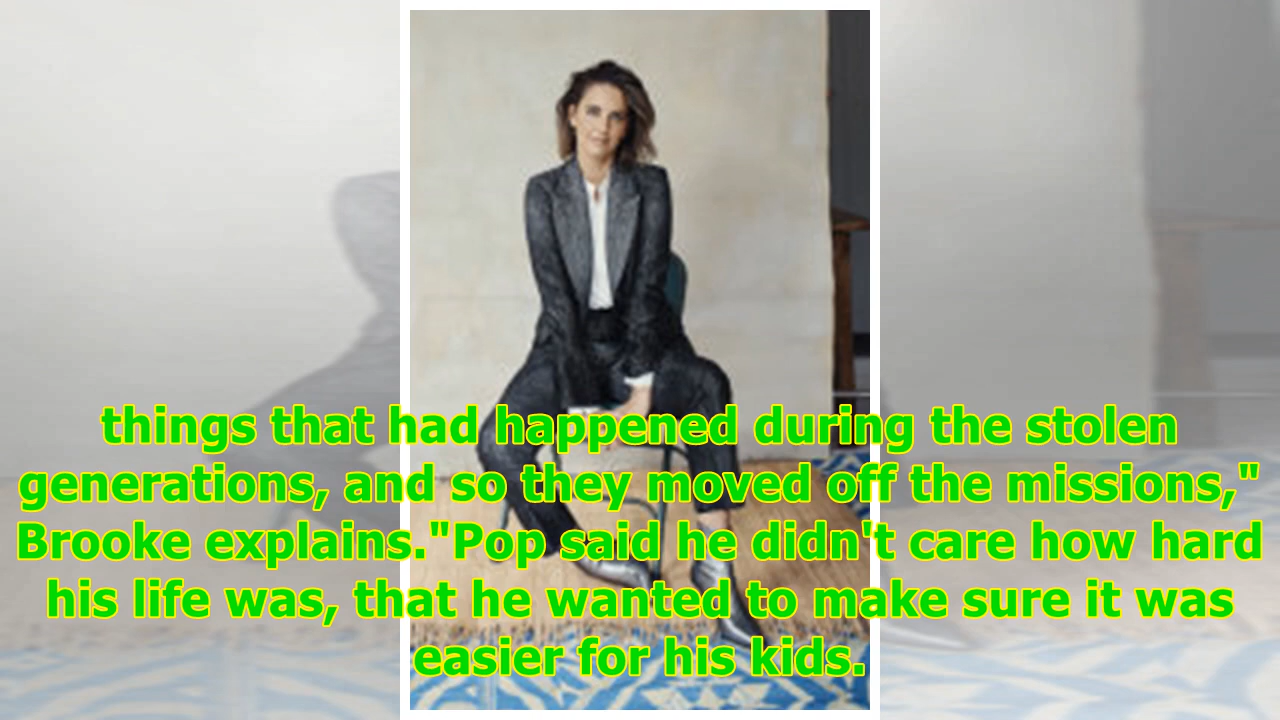 things that had happened during the stolen
generations, and so they moved off the missions,"
Brooke explains."Pop said he didn't care how hard
his life was, that he wanted to make sure it was
easier for his kids.